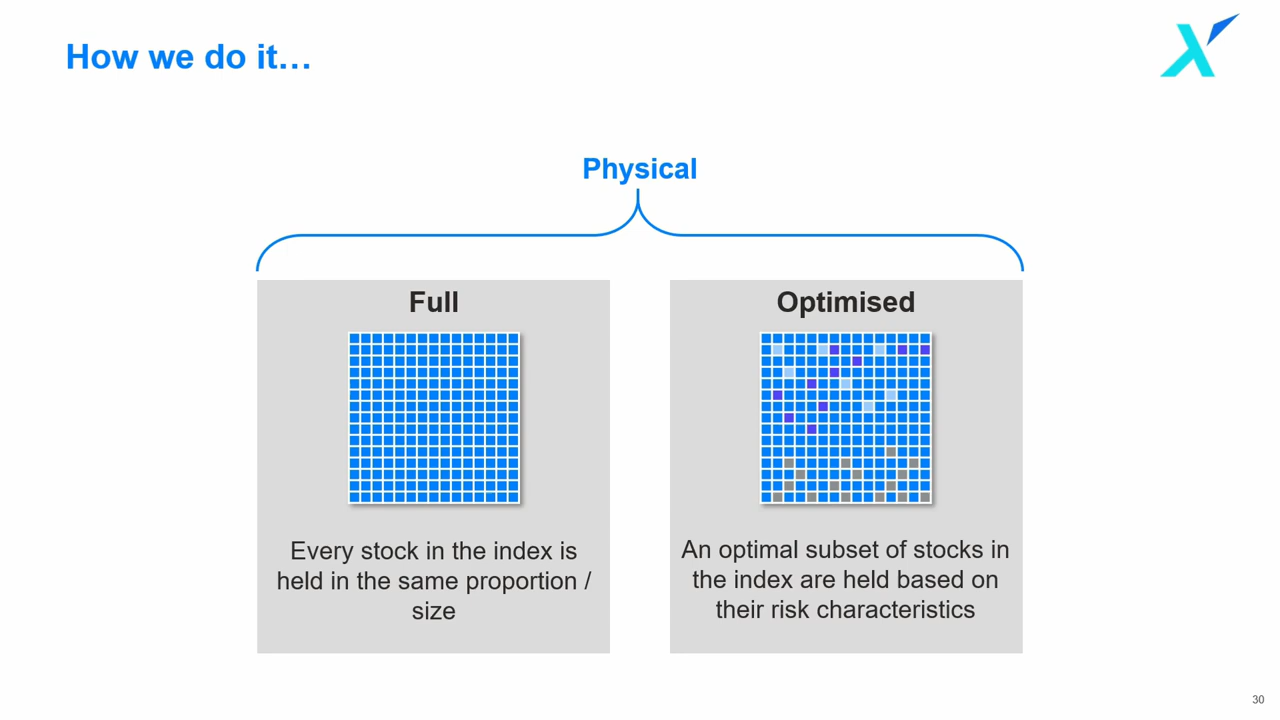 How we do it…
Physical
Full
Every stock in the index is
held in the same proportion /
size
Optimised
An optimal subset of stocks in
the index are held based on
their risk characteristics
30